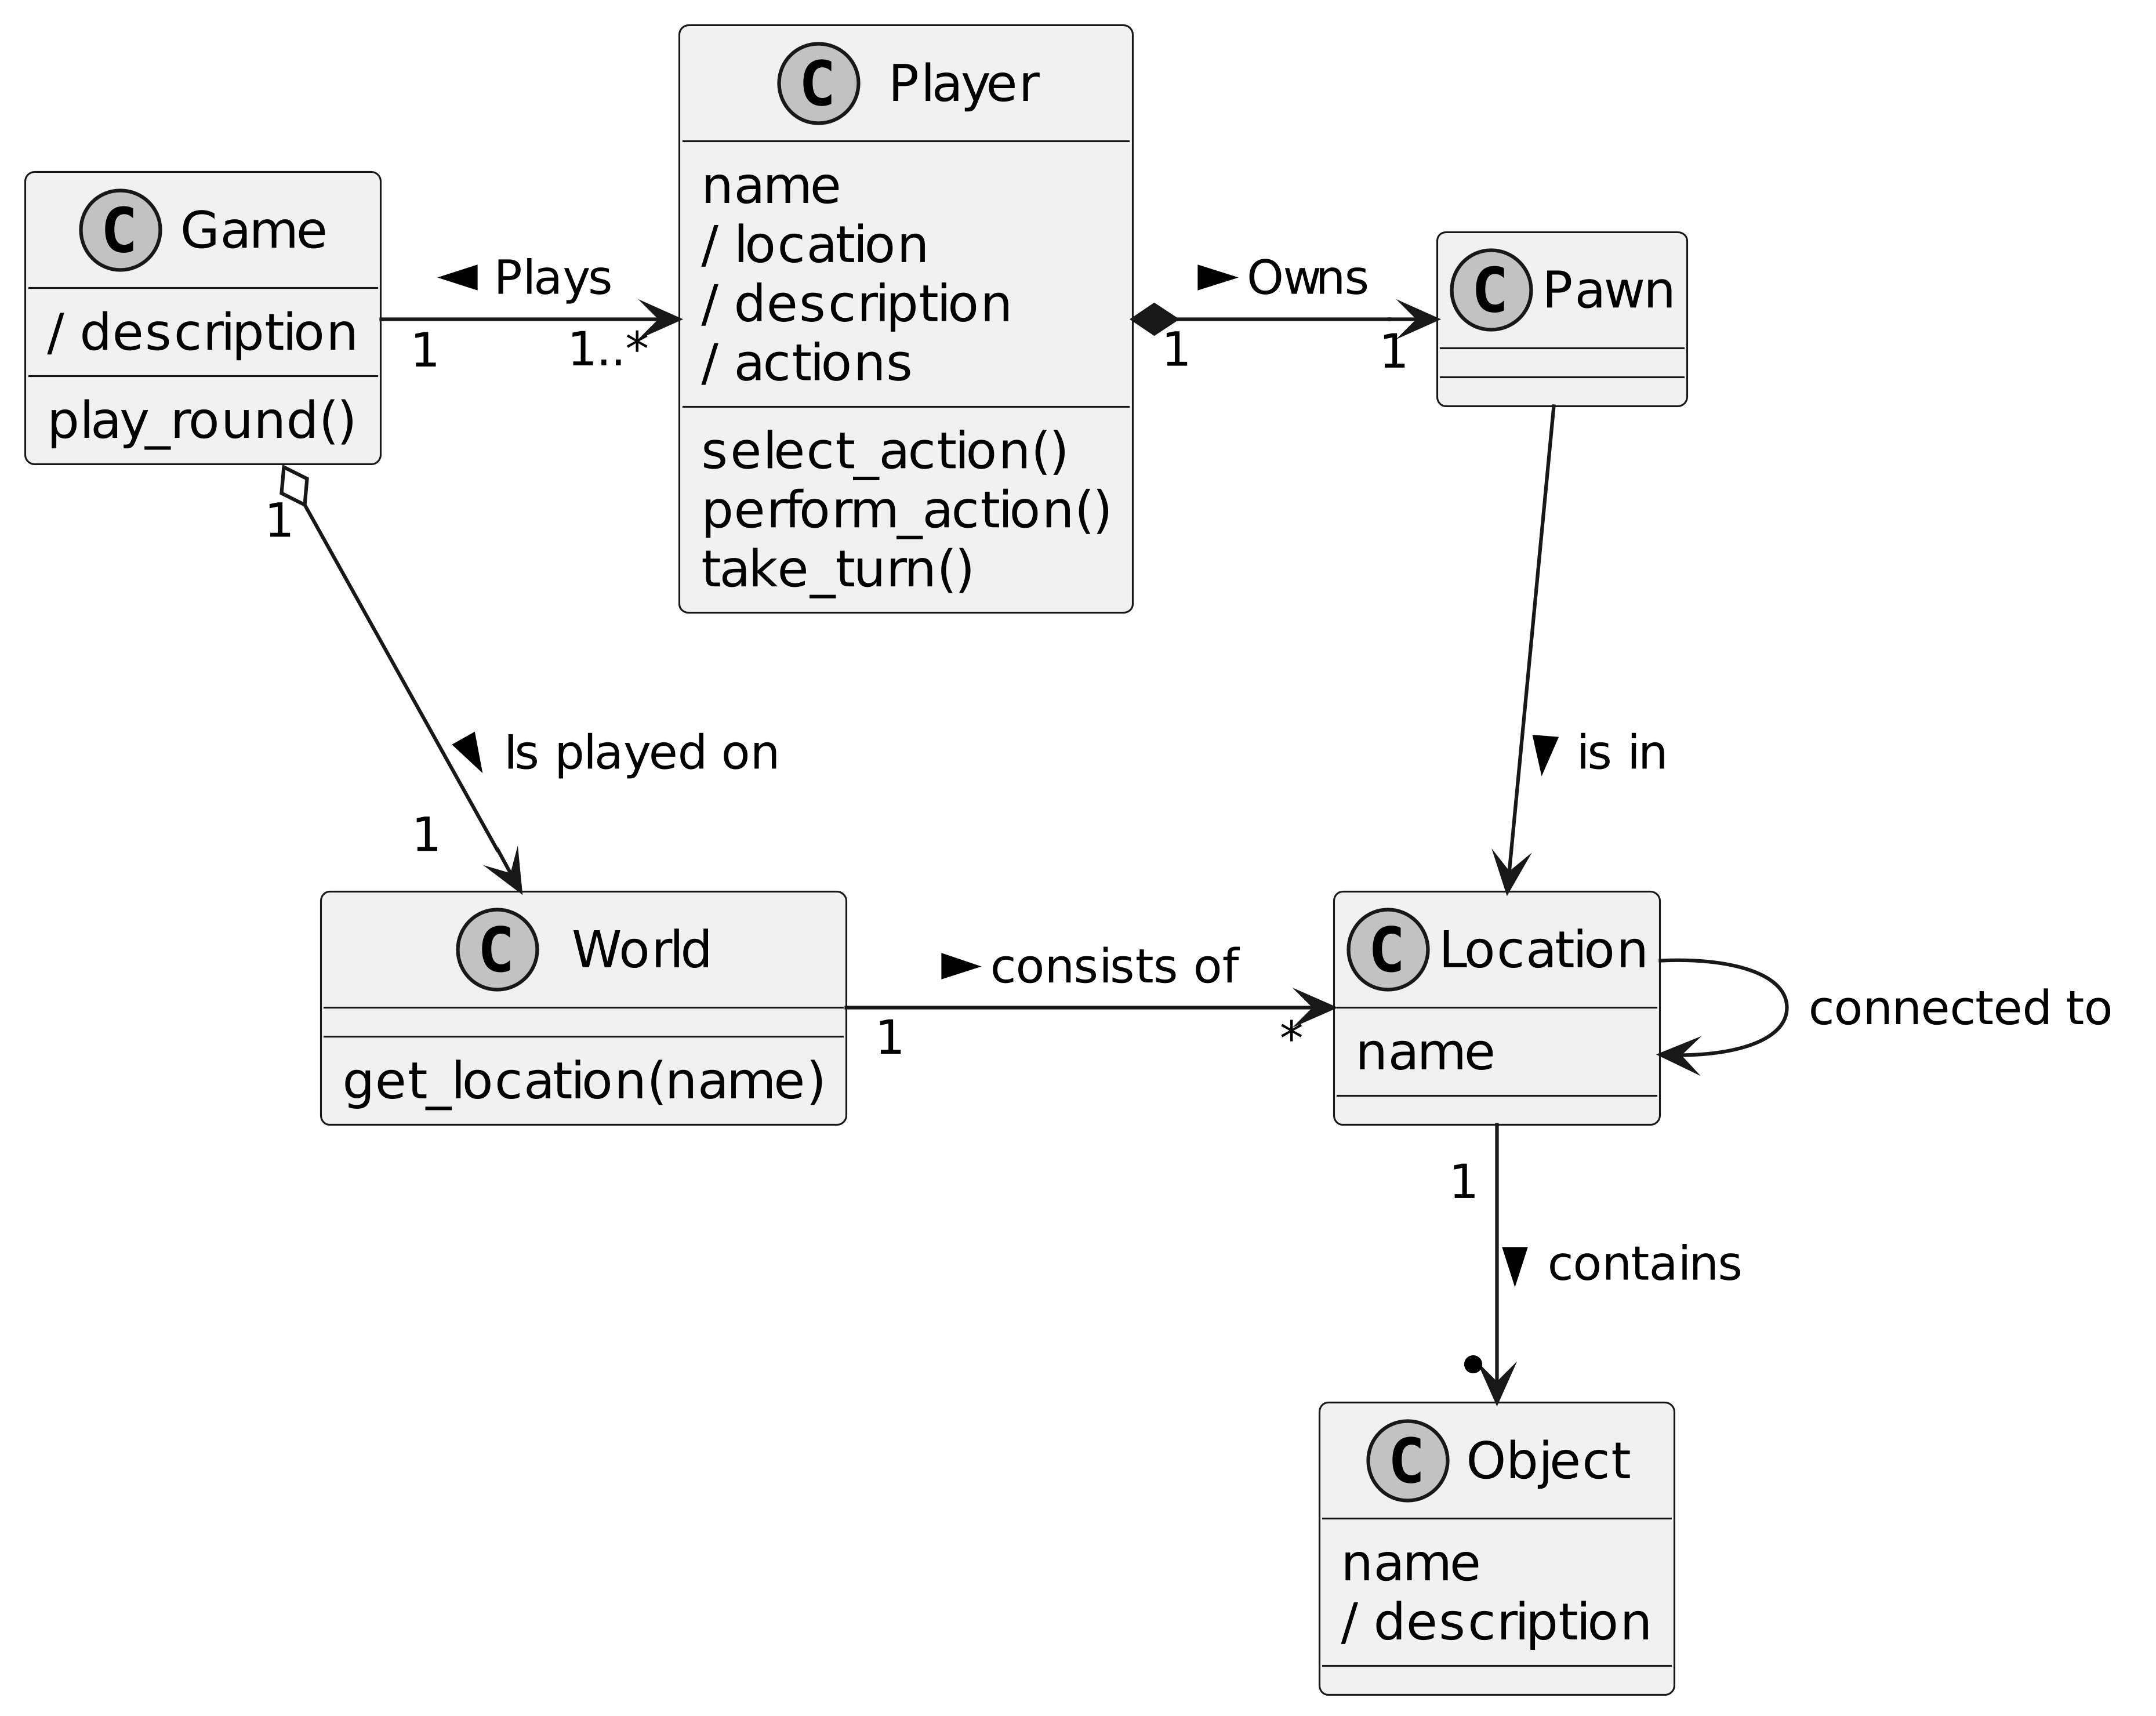 C Player
name
/ location
/ description
/ actions
select_action()
perform_action()
take_turn()
C Game
/ description
play_round()
◄ Plays
1
1..*
► Owns
1
1
C Pawn
1
▼ Is played on
1
▼ is in
C World
get_location(name)
► consists of
1
*
C Location
name
connected to
1
▼ contains
•
C Object
name
/ description